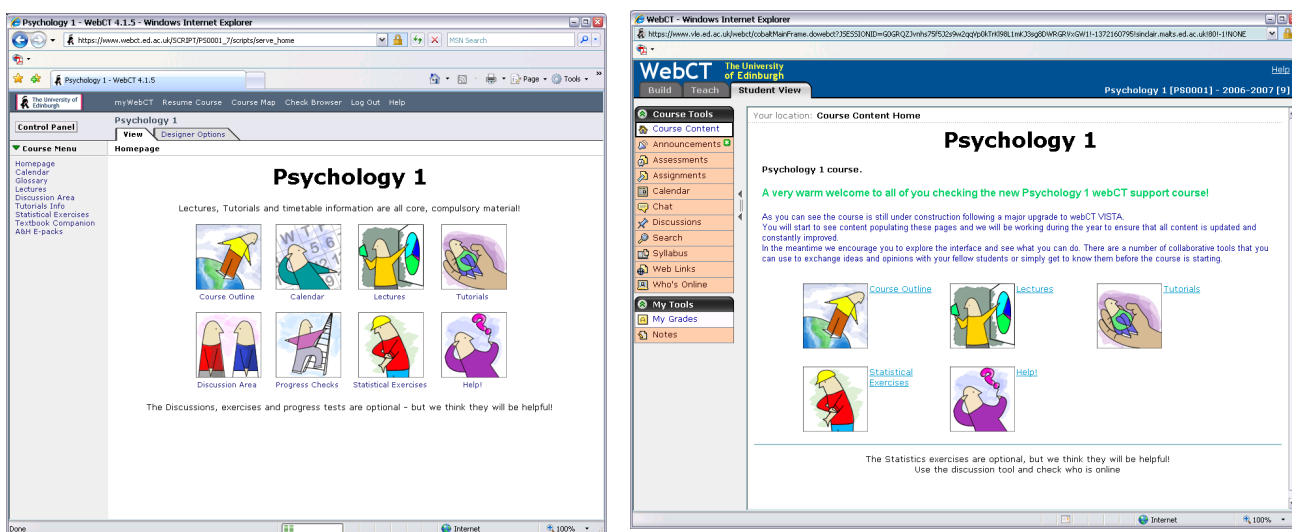 Psychology 1 - WebCT 4.1.5 - Windows Internet Explorer
https://www.webct.ed.ac.uk/SCRIPT/PS0001_7/scripts/serve_home
MSN Search
Psychology 1 - WebCT 4.1.5
Page
Tools
The University of
Edinburgh
myWebCT Resume Course Course Map Check Browser Log Out Help
Control Panel
Psychology 1
View Designer Options
Course Menu
Homepage
Homepage
Calendar
Glossary
Lectures
Discussion Area
Tutorials Info
Statistical Exercises
Textbook Companion
A&H E-packs
Psychology 1
Lectures, Tutorials and timetable information are all core, compulsory material!
Course Outline
Calendar
Lectures
Tutorials
Discussion Area
Progress Checks
Statistical Exercises
Help!
The Discussions, exercises and progress tests are optional - but we think they will be helpful!
Done
Internet
100%
WebCT - Windows Internet Explorer
WebCT
The University
of Edinburgh
Help
Build Teach Student View
Psychology 1 [PS0001] - 2006-2007 [9]
Course Tools
Course Content
Announcements
Assessments
Assignments
Calendar
Chat
Discussions
Search
Syllabus
Web Links
Who's Online
My Tools
My Grades
Notes
Your location: Course Content Home
Psychology 1
Psychology 1 course.
A very warm welcome to all of you checking the new Psychology 1 webCT support course!
As you can see the course is still under construction following a major upgrade to webCT VISTA.
You will start to see content populating these pages and we will be working during the year to ensure that all content is updated and
constantly improved.
In the meantime we encourage you to explore the interface and see what you can do. There are a number of collaborative tools that you
can use to exchange ideas and opinions with your fellow students or simply get to know them before the course is starting.
Course Outline
Lectures
Tutorials
Statistical
Exercises
Help!
The Statistics exercises are optional, but we think they will be helpful!
Use the discussion tool and check who is online
Internet
100%